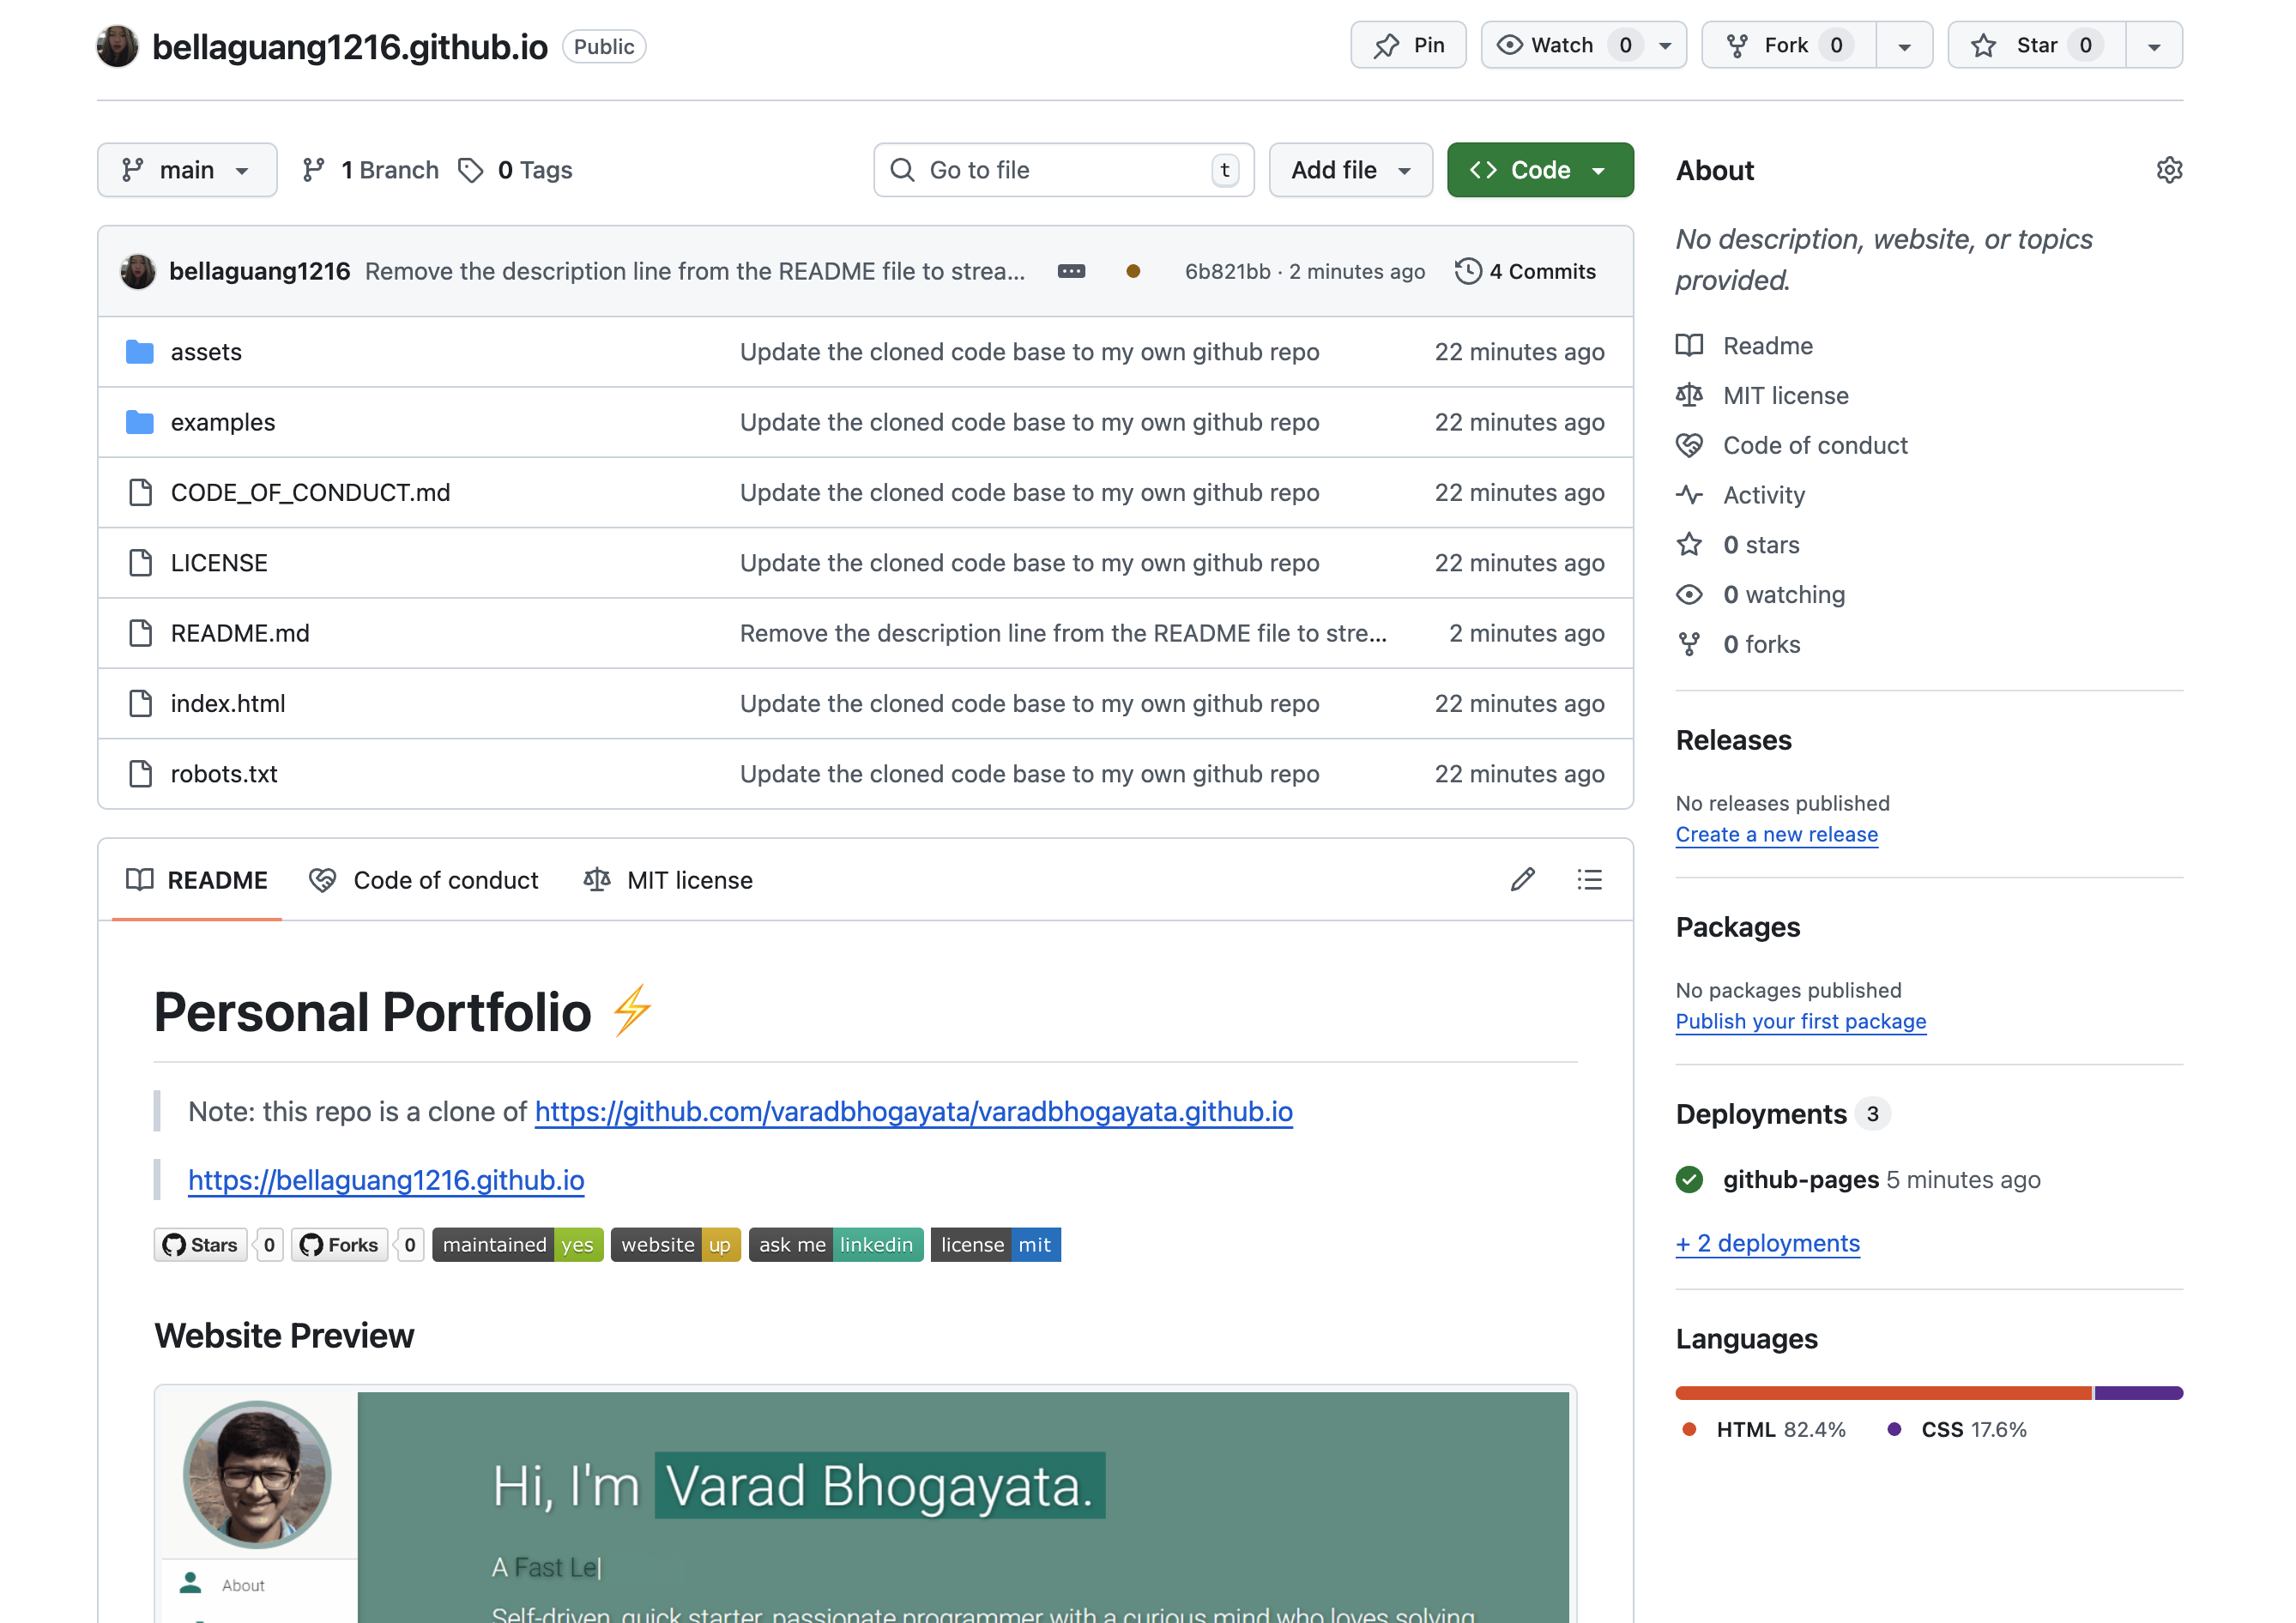 bellaguang1216.github.io Public Pin Watch 0 Fork 0 Star 0
main 1 Branch 0 Tags Go to file t Add file Code
bellaguang1216 Remove the description line from the README file to strea... 6b821bb · 2 minutes ago 4 Commits
assets Update the cloned code base to my own github repo 22 minutes ago
examples Update the cloned code base to my own github repo 22 minutes ago
CODE_OF_CONDUCT.md Update the cloned code base to my own github repo 22 minutes ago
LICENSE Update the cloned code base to my own github repo 22 minutes ago
README.md Remove the description line from the README file to stre... 2 minutes ago
index.html Update the cloned code base to my own github repo 22 minutes ago
robots.txt Update the cloned code base to my own github repo 22 minutes ago
README Code of conduct MIT license
Personal Portfolio ⚡
Note: this repo is a clone of https://github.com/varadbhogayata/varadbhogayata.github.io
https://bellaguang1216.github.io
Stars 0 Forks 0 maintained yes website up ask me linkedin license mit
Website Preview
Hi, I'm Varad Bhogayata.
A Fast Le|
About
Self-driven, quick starter, passionate programmer with a curious mind who loves solving
About
No description, website, or topics
provided.
Readme
MIT license
Code of conduct
Activity
0 stars
0 watching
0 forks
Releases
No releases published
Create a new release
Packages
No packages published
Publish your first package
Deployments 3
github-pages 5 minutes ago
+ 2 deployments
Languages
HTML 82.4% CSS 17.6%